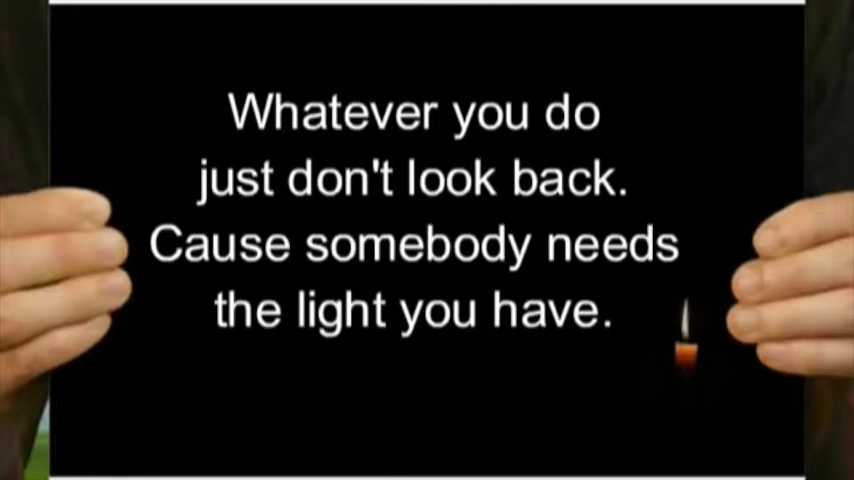 Whatever you do
just don't look back.
Cause somebody needs
the light you have.